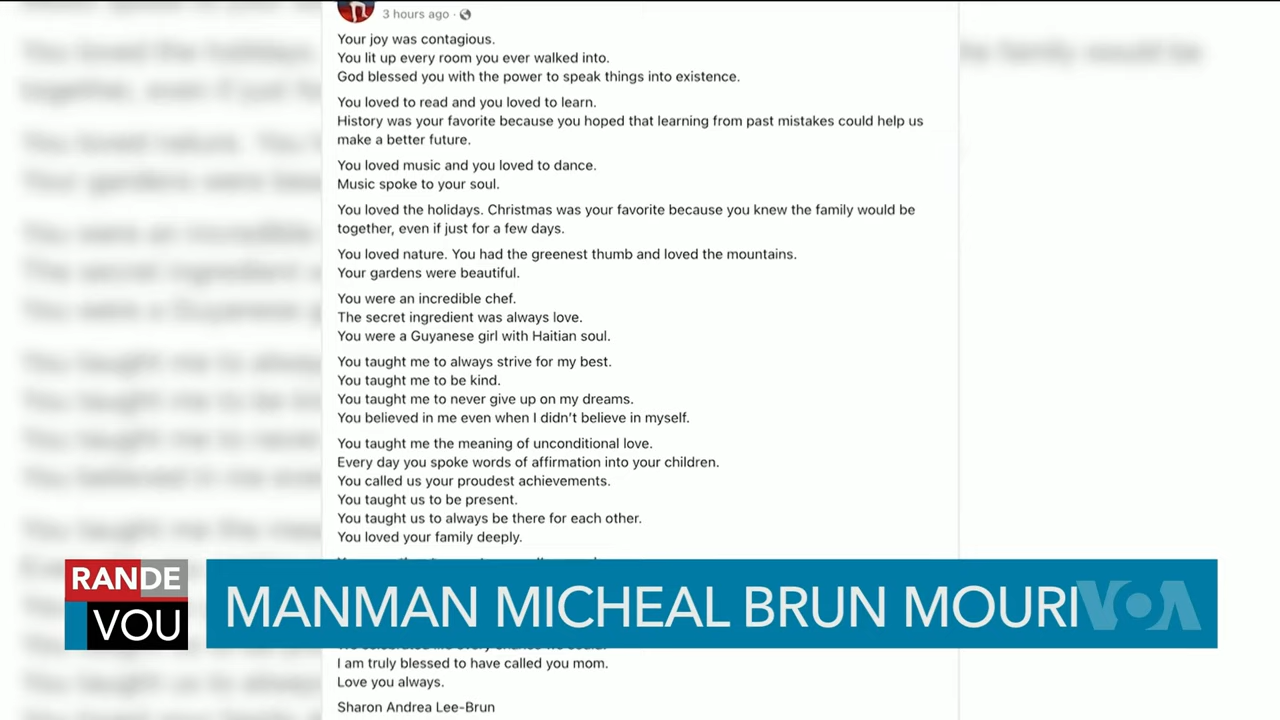 3 hours ago ·
Your joy was contagious.
You lit up every room you ever walked into.
God blessed you with the power to speak things into existence.
You loved to read and you loved to learn.
History was your favorite because you hoped that learning from past mistakes could help us
make a better future.
You loved music and you loved to dance.
Music spoke to your soul.
You loved the holidays. Christmas was your favorite because you knew the family would be
together, even if just for a few days.
You loved nature. You had the greenest thumb and loved the mountains.
Your gardens were beautiful.
You were an incredible chef.
The secret ingredient was always love.
You were a Guyanese girl with Haitian soul.
You taught me to always strive for my best.
You taught me to be kind.
You taught me to never give up on my dreams.
You believed in me even when I didn't believe in myself.
You taught me the meaning of unconditional love.
Every day you spoke words of affirmation into your children.
You called us your proudest achievements.
You taught us to be present.
You taught us to always be there for each other.
You loved your family deeply.
RANDE
VOU
MANMAN MICHEAL BRUN MOURI
VOA
I am truly blessed to have called you mom.
Love you always.
Sharon Andrea Lee-Brun